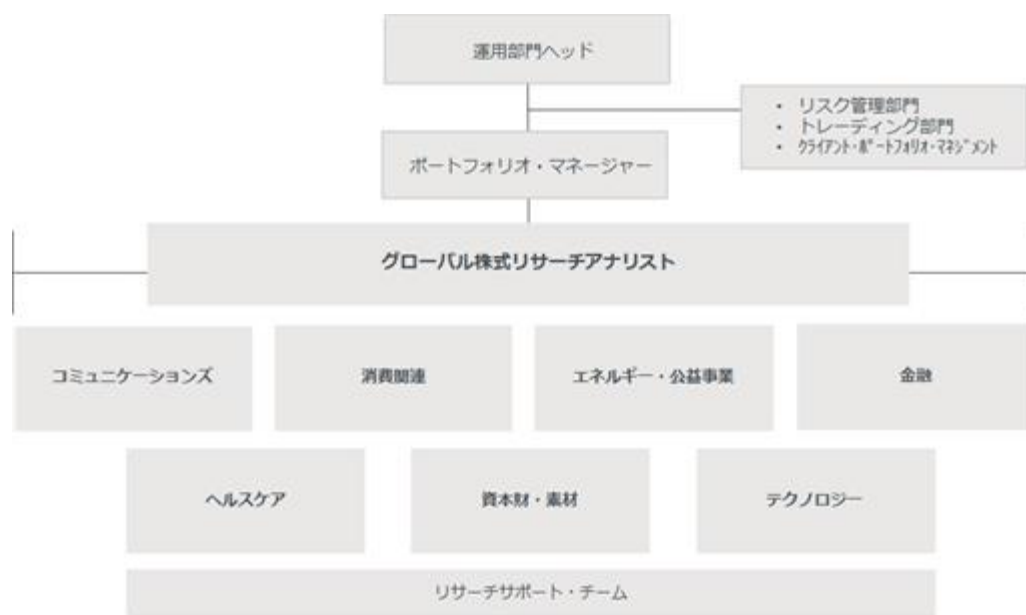 運用部門ヘッド
• リスク管理部門
• トレーディング部門
• クライアント・ポートフォリオ・マネジメント
ポートフォリオ・マネージャー
グローバル株式リサーチアナリスト
コミュニケーションズ
消費関連
エネルギー・公益事業
金融
ヘルスケア
資本財・素材
テクノロジー
リサーチサポート・チーム